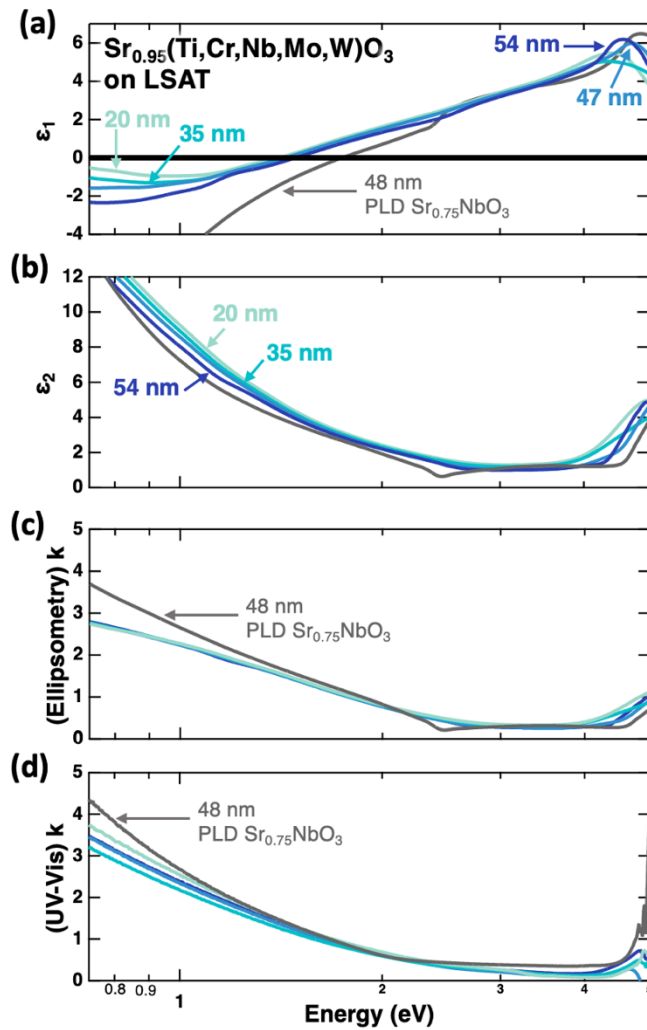 (a)
Sr0.95(Ti,Cr,Nb,Mo,W)O3
on LSAT
54 nm
47 nm
20 nm
35 nm
48 nm
PLD Sr0.75NbO3
ε1
6
4
2
0
-2
-4
(b)
20 nm
35 nm
54 nm
ε2
12
10
8
6
4
2
0
(c)
48 nm
PLD Sr0.75NbO3
(Ellipsometry) k
5
4
3
2
1
0
(d)
48 nm
PLD Sr0.75NbO3
(UV-Vis) k
5
4
3
2
1
0
0.8 0.9 1 2 3 4 5
Energy (eV)